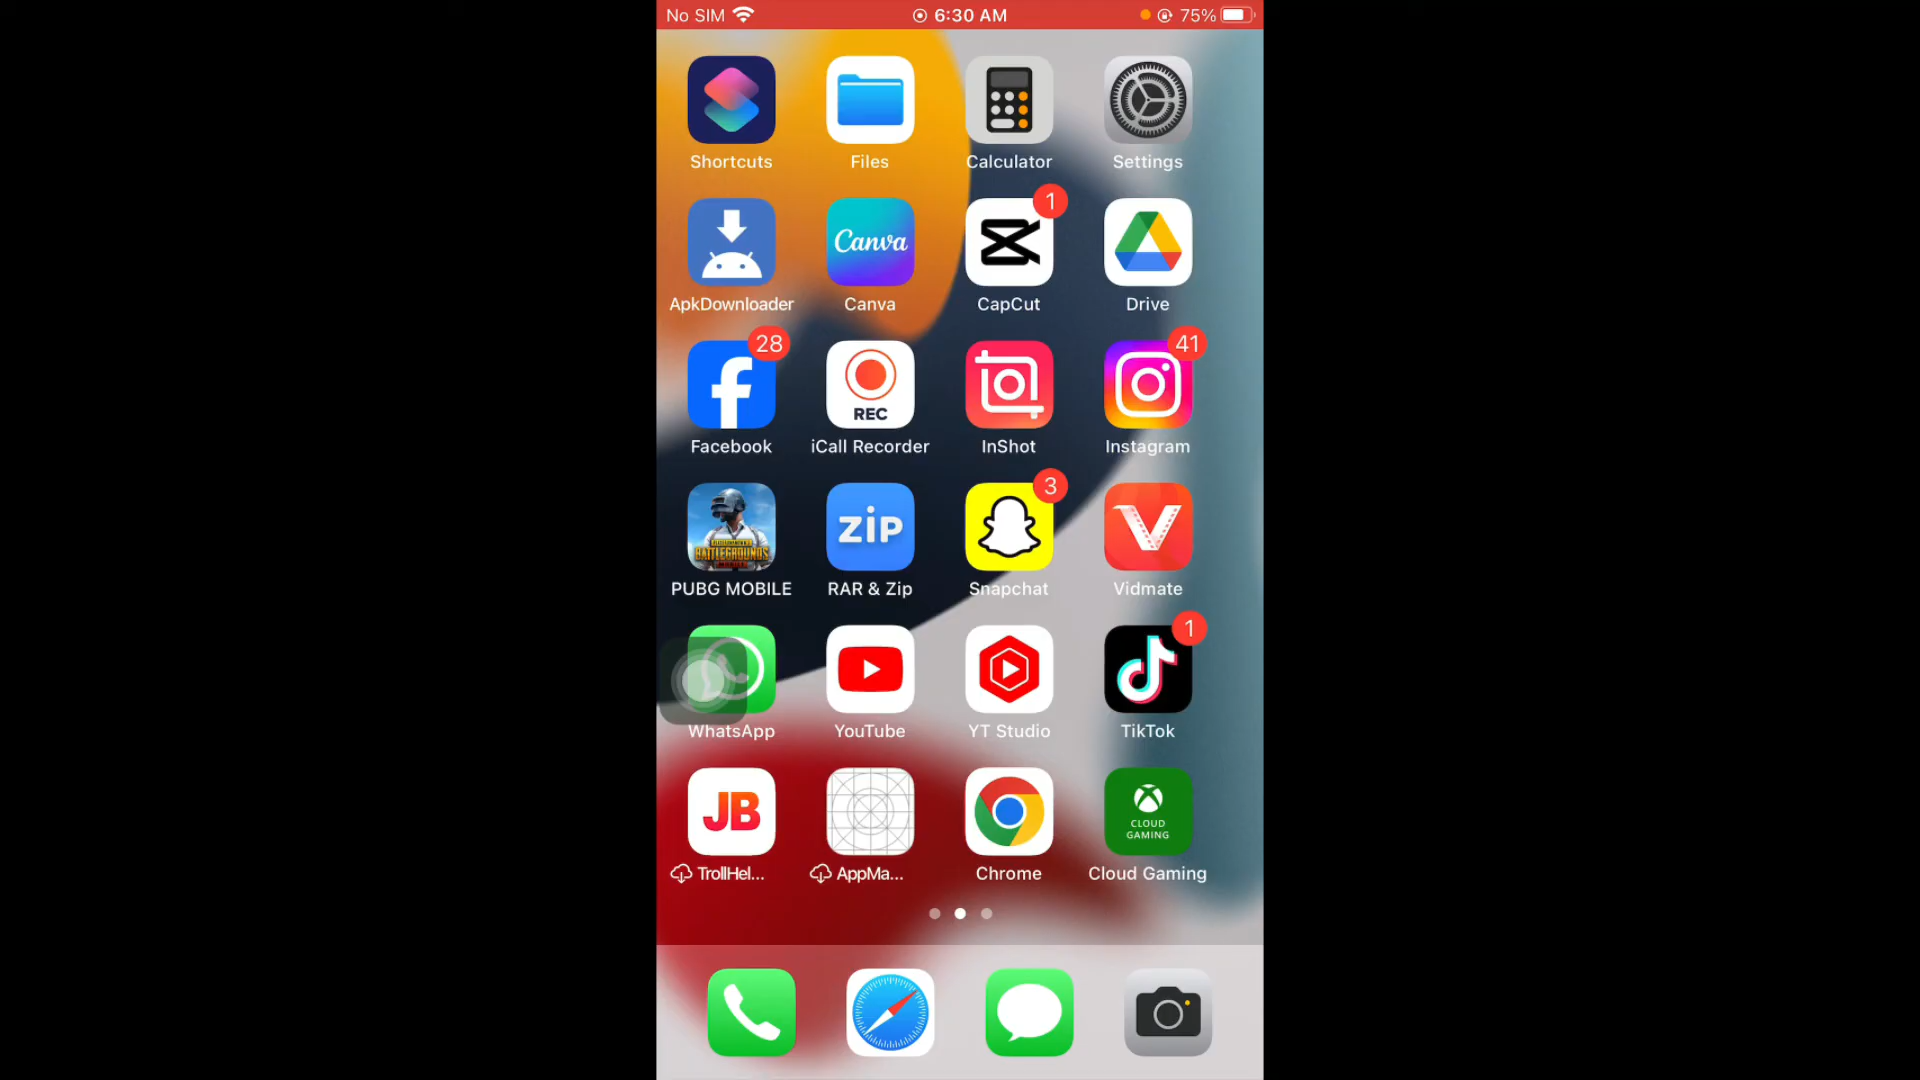 No SIM 6:30 AM 75%
Shortcuts Files Calculator Settings
Canva 1
ApkDownloader Canva CapCut Drive
28 REC 41
Facebook iCall Recorder InShot Instagram
BATTLEGROUNDS zip 3
PUBG MOBILE RAR & Zip Snapchat Vidmate
1
WhatsApp YouTube YT Studio TikTok
JB CLOUD
GAMING
TrollHel... AppMa... Chrome Cloud Gaming